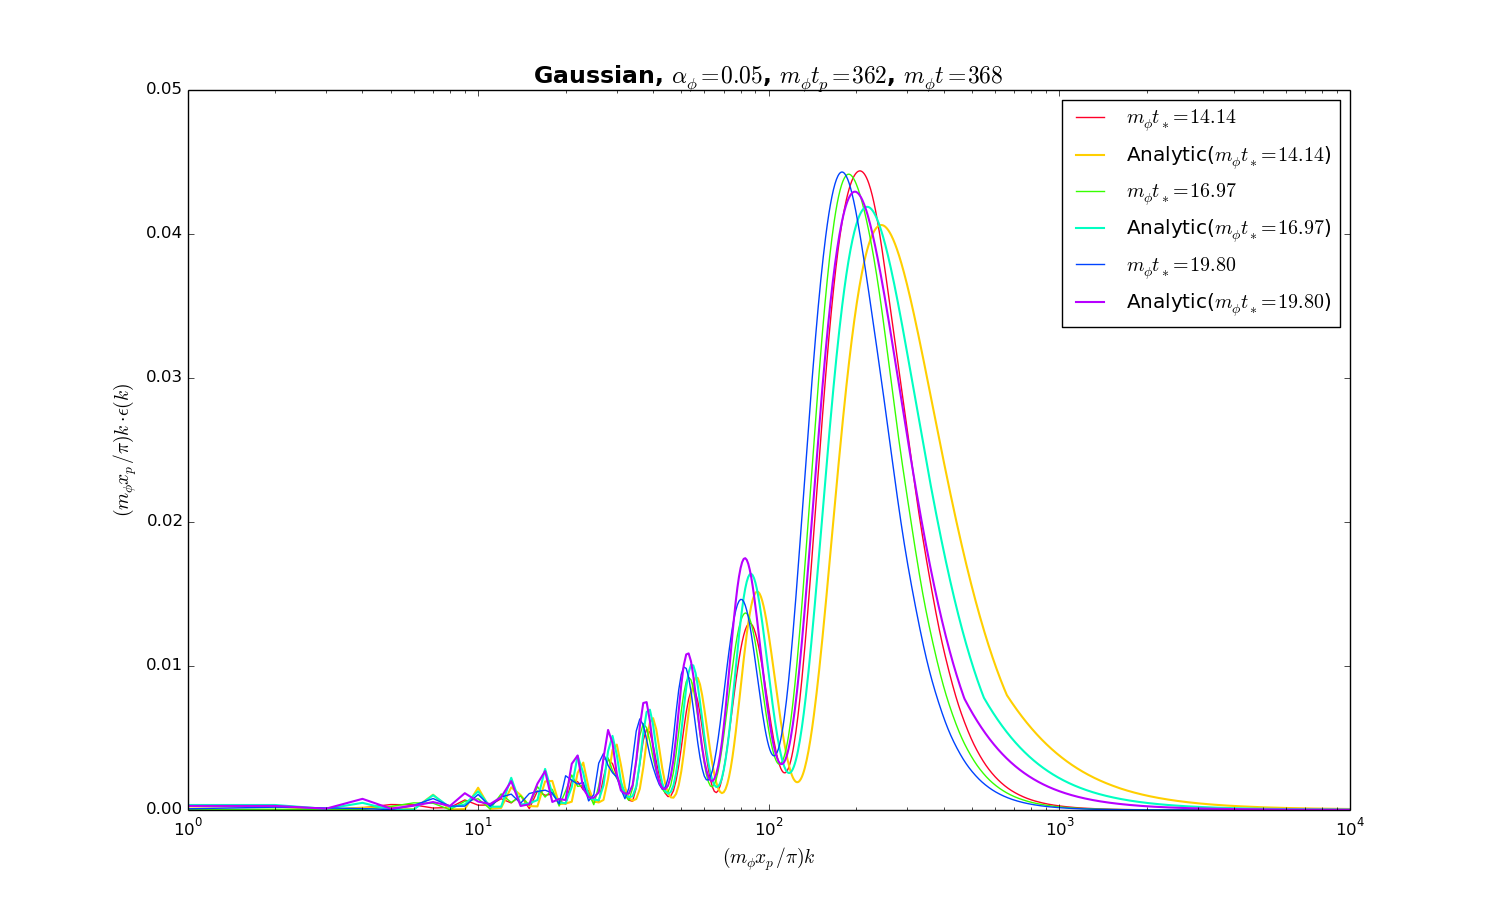 Gaussian, α_ϕ=0.05, m_ϕt_p=362, m_ϕt=368
0.05
0.04
0.03
0.02
0.01
0.00
(m_ϕx_p/π)k·ϵ(k)
m_ϕt_*=14.14
Analytic(m_ϕt_*=14.14)
m_ϕt_*=16.97
Analytic(m_ϕt_*=16.97)
m_ϕt_*=19.80
Analytic(m_ϕt_*=19.80)
10^0 10^1 10^2 10^3 10^4
(m_ϕx_p/π)k